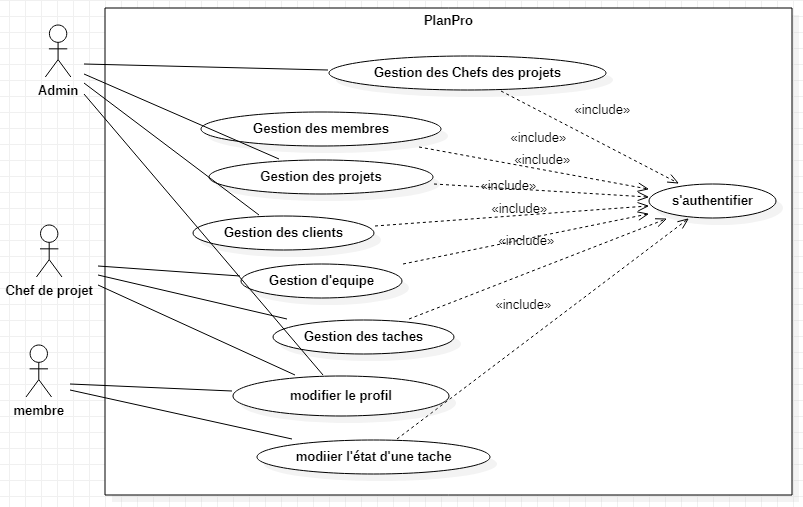 PlanPro
Admin
Gestion des Chefs des projets
«include»
Gestion des membres
«include»
«include»
Gestion des projets
«include»
s'authentifier
«include»
Gestion des clients
«include»
Chef de projet
Gestion d'equipe
«include»
Gestion des taches
membre
modifier le profil
modiier l'état d'une tache